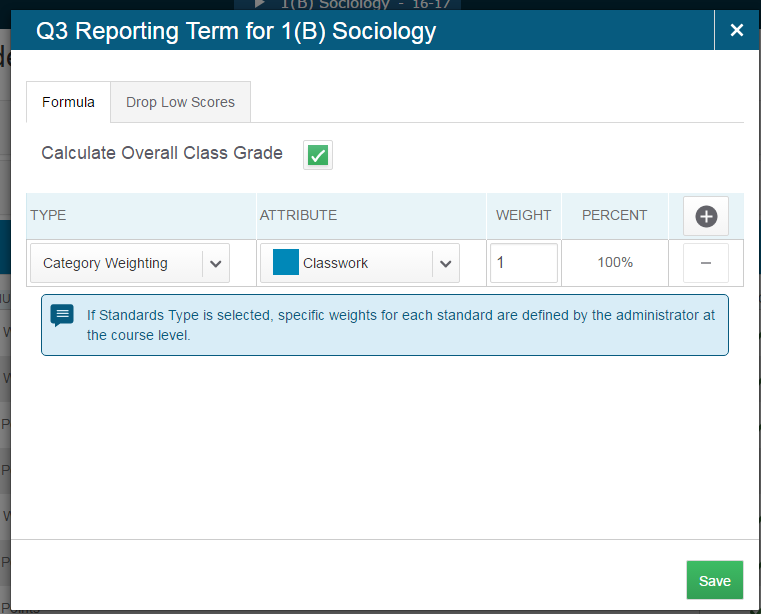 1(B) Sociology - 16-17
Q3 Reporting Term for 1(B) Sociology
Formula
Drop Low Scores
Calculate Overall Class Grade
TYPE ATTRIBUTE WEIGHT PERCENT
Category Weighting Classwork 1 100%
If Standards Type is selected, specific weights for each standard are defined by the administrator at
the course level.
Save